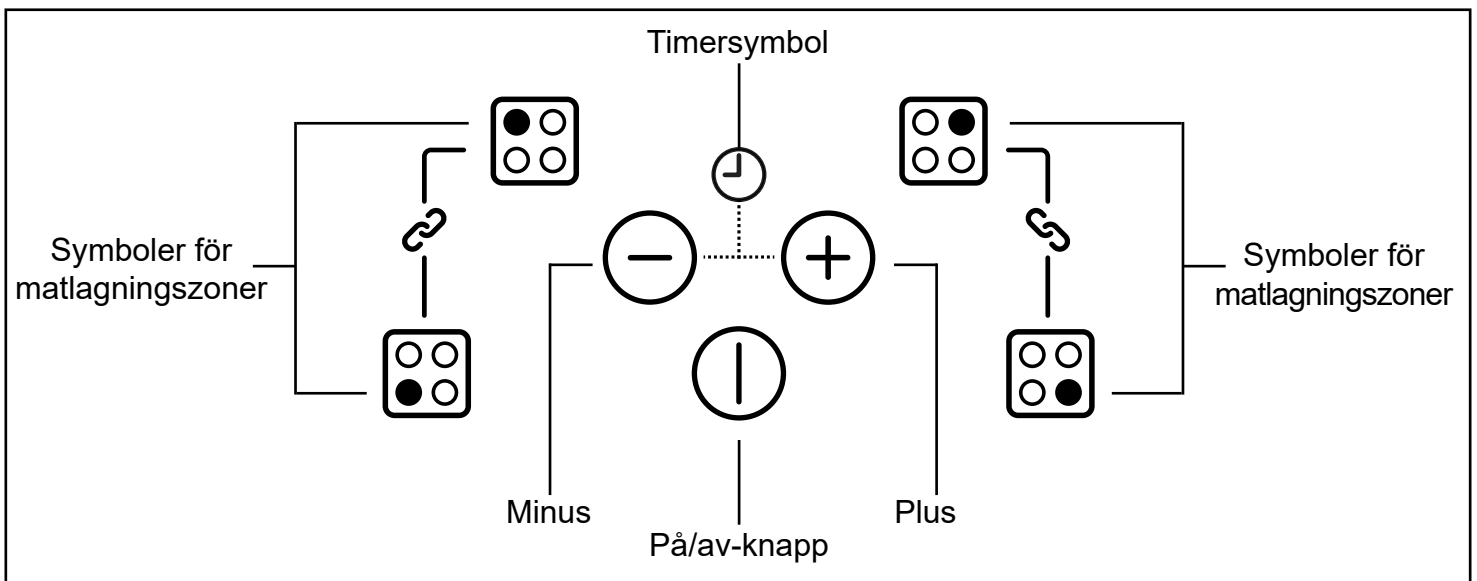 Timersymbol
Symboler för
matlagningszoner
Symboler för
matlagningszoner
Minus
Plus
På/av-knapp